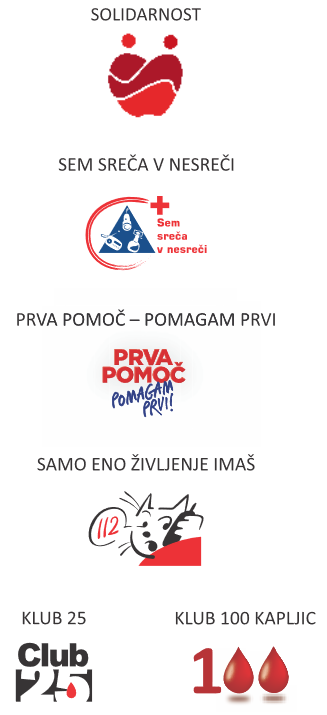 SOLIDARNOST
SEM SREČA V NESREČI
Sem
sreča
v nesreči
PRVA POMOČ – POMAGAM PRVI
PRVA
POMOČ
POMAGAM
PRVI!
SAMO ENO ŽIVLJENJE IMAŠ
112
KLUB 25
KLUB 100 KAPLJIC
Club
25
100